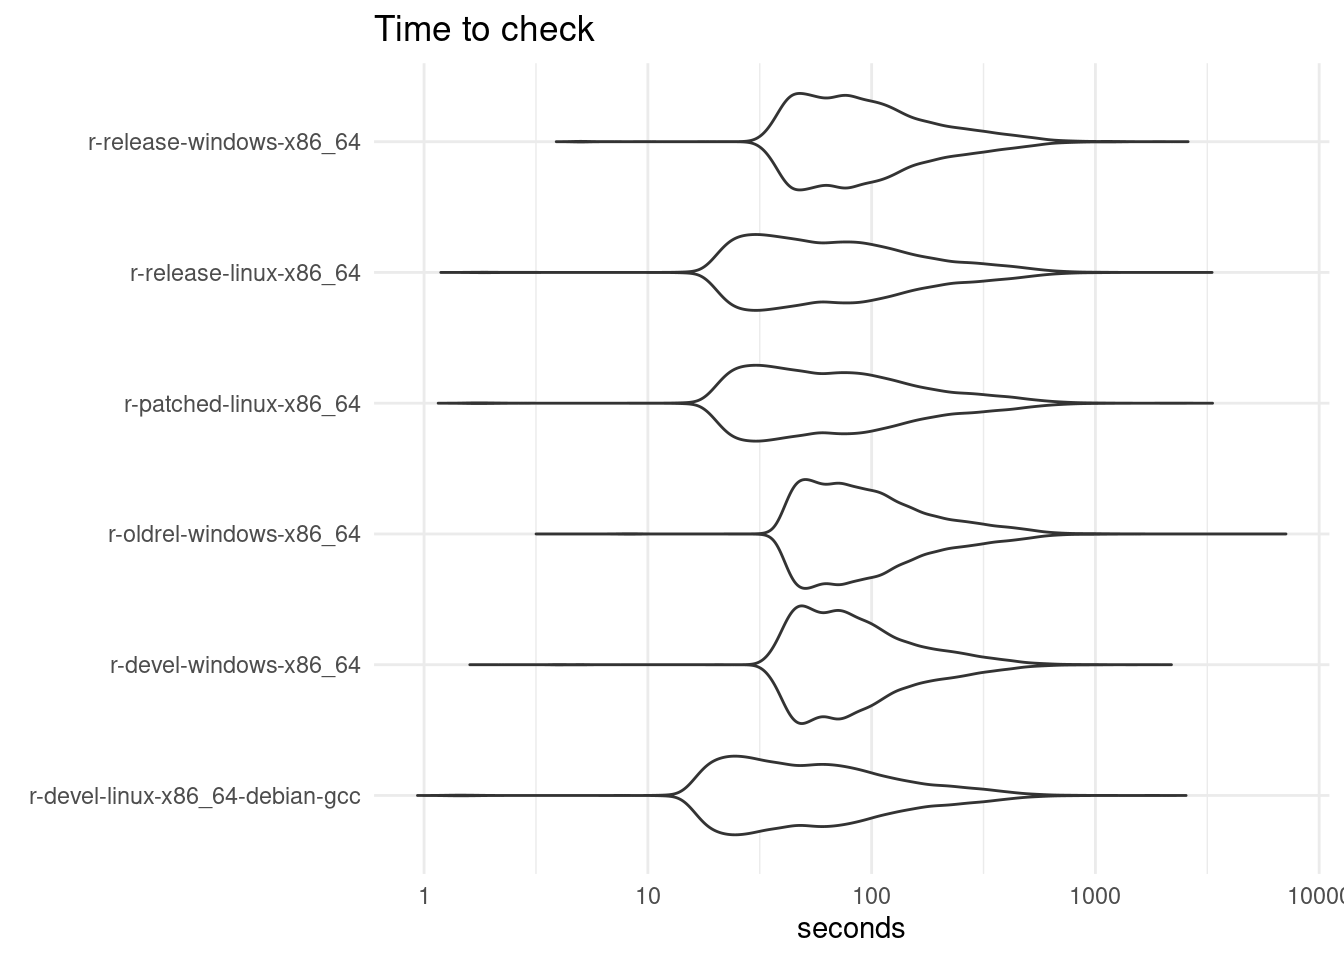 Time to check
r-release-windows-x86_64
r-release-linux-x86_64
r-patched-linux-x86_64
r-oldrel-windows-x86_64
r-devel-windows-x86_64
r-devel-linux-x86_64-debian-gcc
1 10 100 1000 10000
seconds